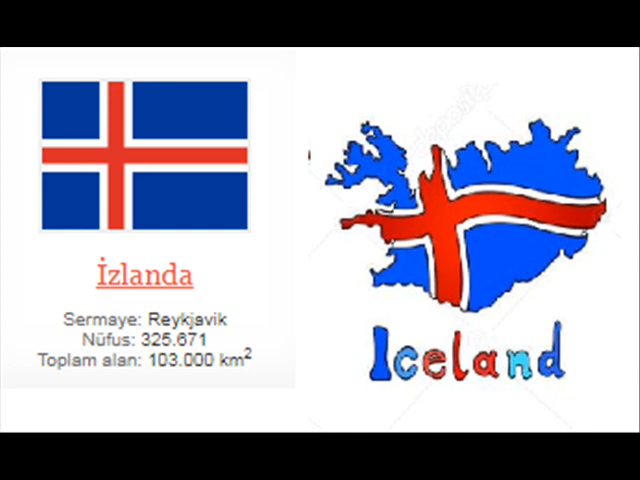 İzlanda
Sermaye: Reykjavik
Nüfus: 325.671
Toplam alan: 103.000 km²
Iceland